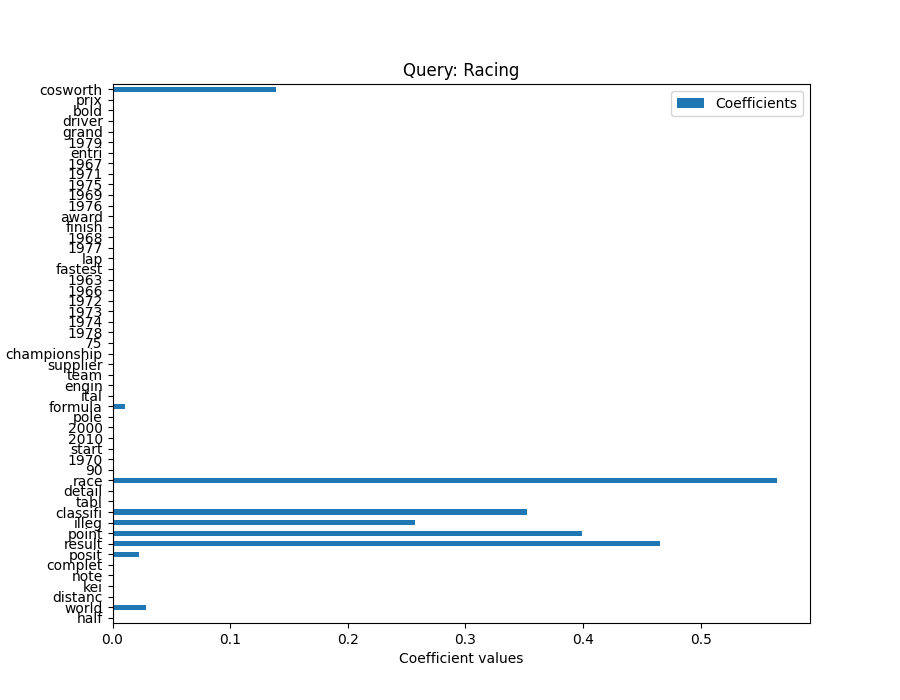 Query: Racing
Coefficients
cosworth
prix
bold
driver
grand
1979
entri
1967
1971
1975
1969
1976
award
finish
1968
1977
lap
fastest
1963
1966
1972
1973
1974
1978
75
championship
supplier
team
engin
ital
formula
pole
2000
2010
start
1970
90
race
detail
tabl
classifi
illeg
point
result
posit
complet
note
kei
distanc
world
half
0.0 0.1 0.2 0.3 0.4 0.5
Coefficient values